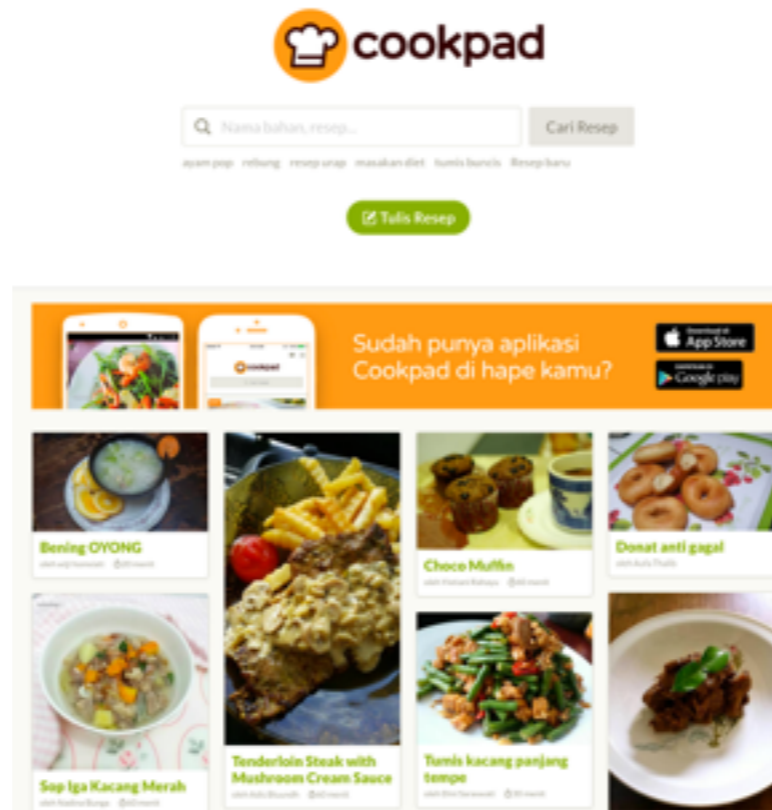 cookpad
Nama bahan, resep...
Cari Resep
ayam pop rebung resep urap masakan diet tumis buncis Resep baru
Tulis Resep
Sudah punya aplikasi
Cookpad di hape kamu?
Download di
App Store
Google play
cookpad
Bening OYONG
Tenderloin Steak with
Mushroom Cream Sauce
Choco Muffin
Donat anti gagal
Sop Iga Kacang Merah
Tumis kacang panjang
tempe